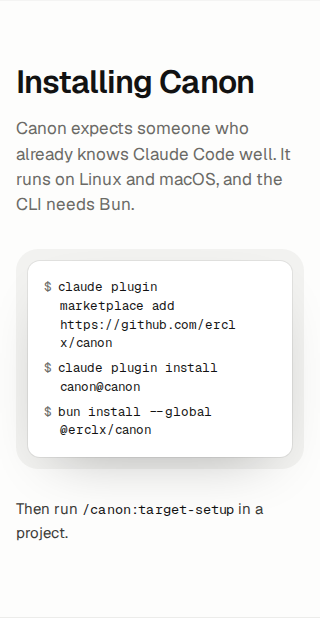 Installing Canon
Canon expects someone who
already knows Claude Code well. It
runs on Linux and macOS, and the
CLI needs Bun.
$ claude plugin
marketplace add
https://github.com/ercl
x/canon
$ claude plugin install
canon@canon
$ bun install --global
@erclx/canon
Then run /canon:target-setup in a
project.